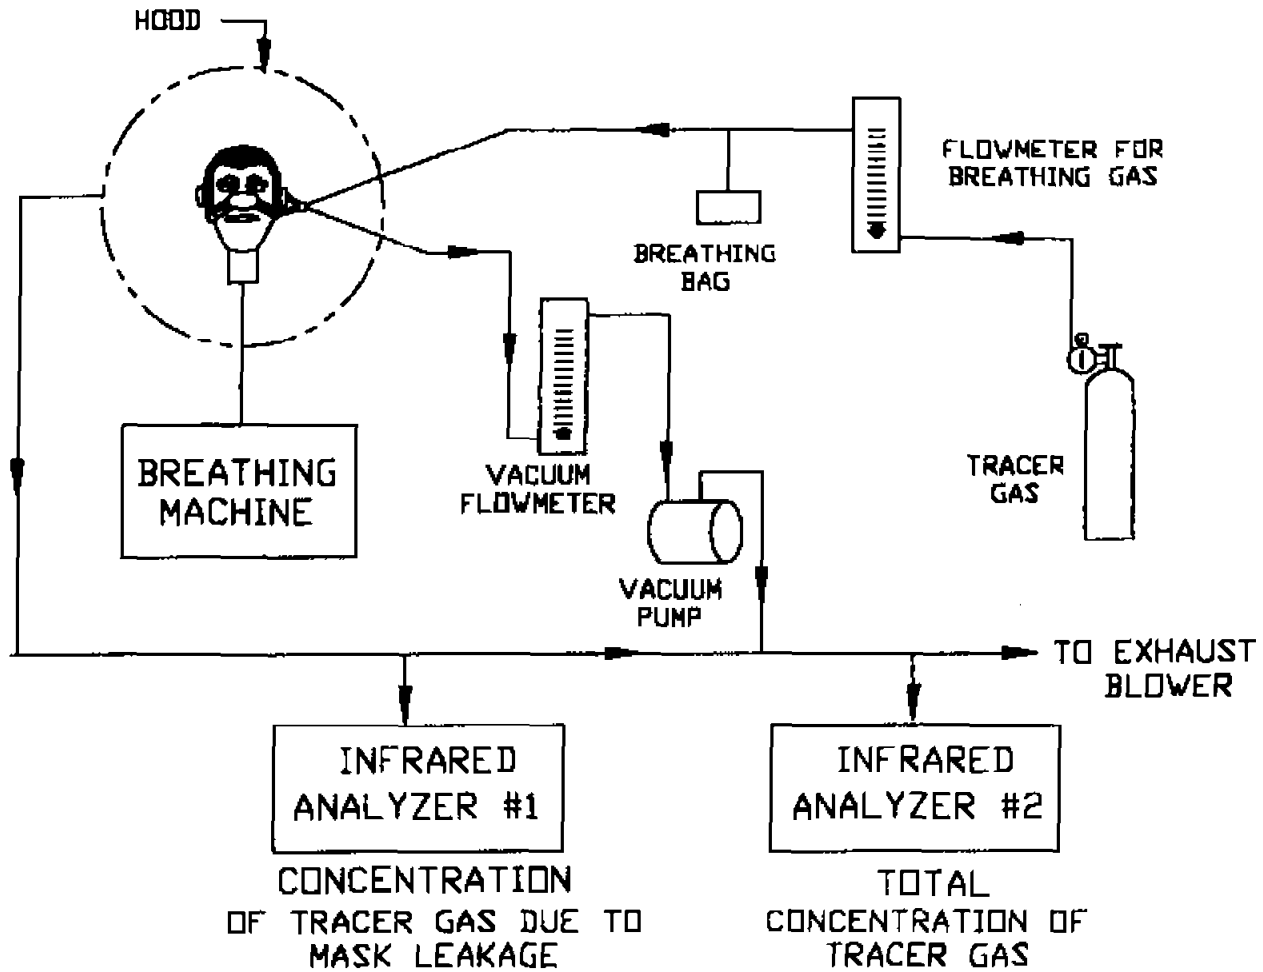 HOOD
FLOWMETER FOR
BREATHING GAS
BREATHING
BAG
BREATHING
MACHINE
VACUUM
FLOWMETER
TRACER
GAS
VACUUM
PUMP
TO EXHAUST
BLOWER
INFRARED
ANALYZER #1
INFRARED
ANALYZER #2
CONCENTRATION
OF TRACER GAS DUE TO
MASK LEAKAGE
TOTAL
CONCENTRATION OF
TRACER GAS